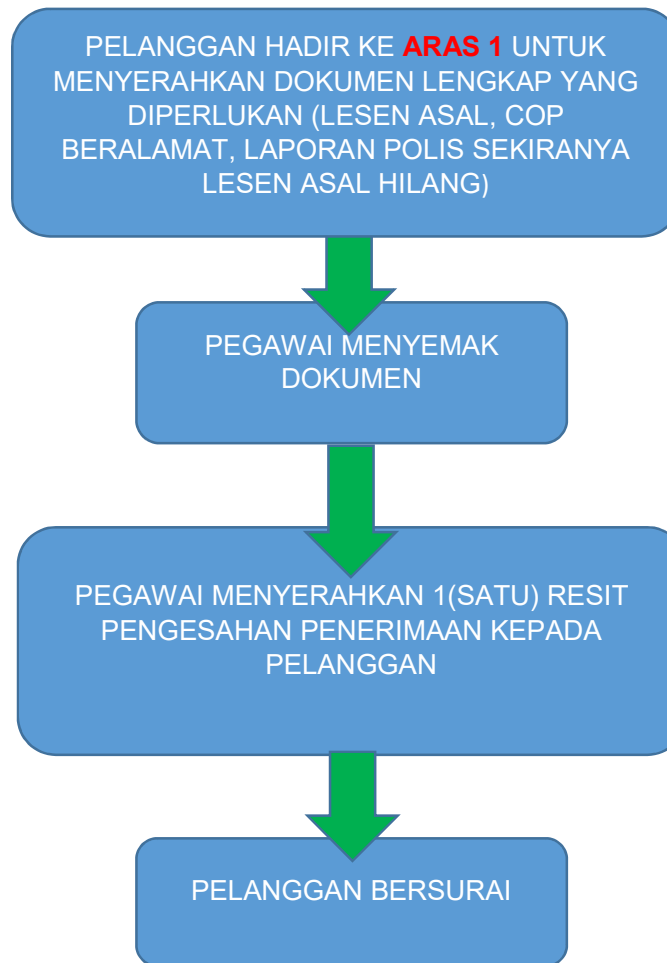 PELANGGAN HADIR KE ARAS 1 UNTUK
MENYERAHKAN DOKUMEN LENGKAP YANG
DIPERLUKAN (LESEN ASAL, COP
BERALAMAT, LAPORAN POLIS SEKIRANYA
LESEN ASAL HILANG)
PEGAWAI MENYEMAK
DOKUMEN
PEGAWAI MENYERAHKAN 1(SATU) RESIT
PENGESAHAN PENERIMAAN KEPADA
PELANGGAN
PELANGGAN BERSURAI